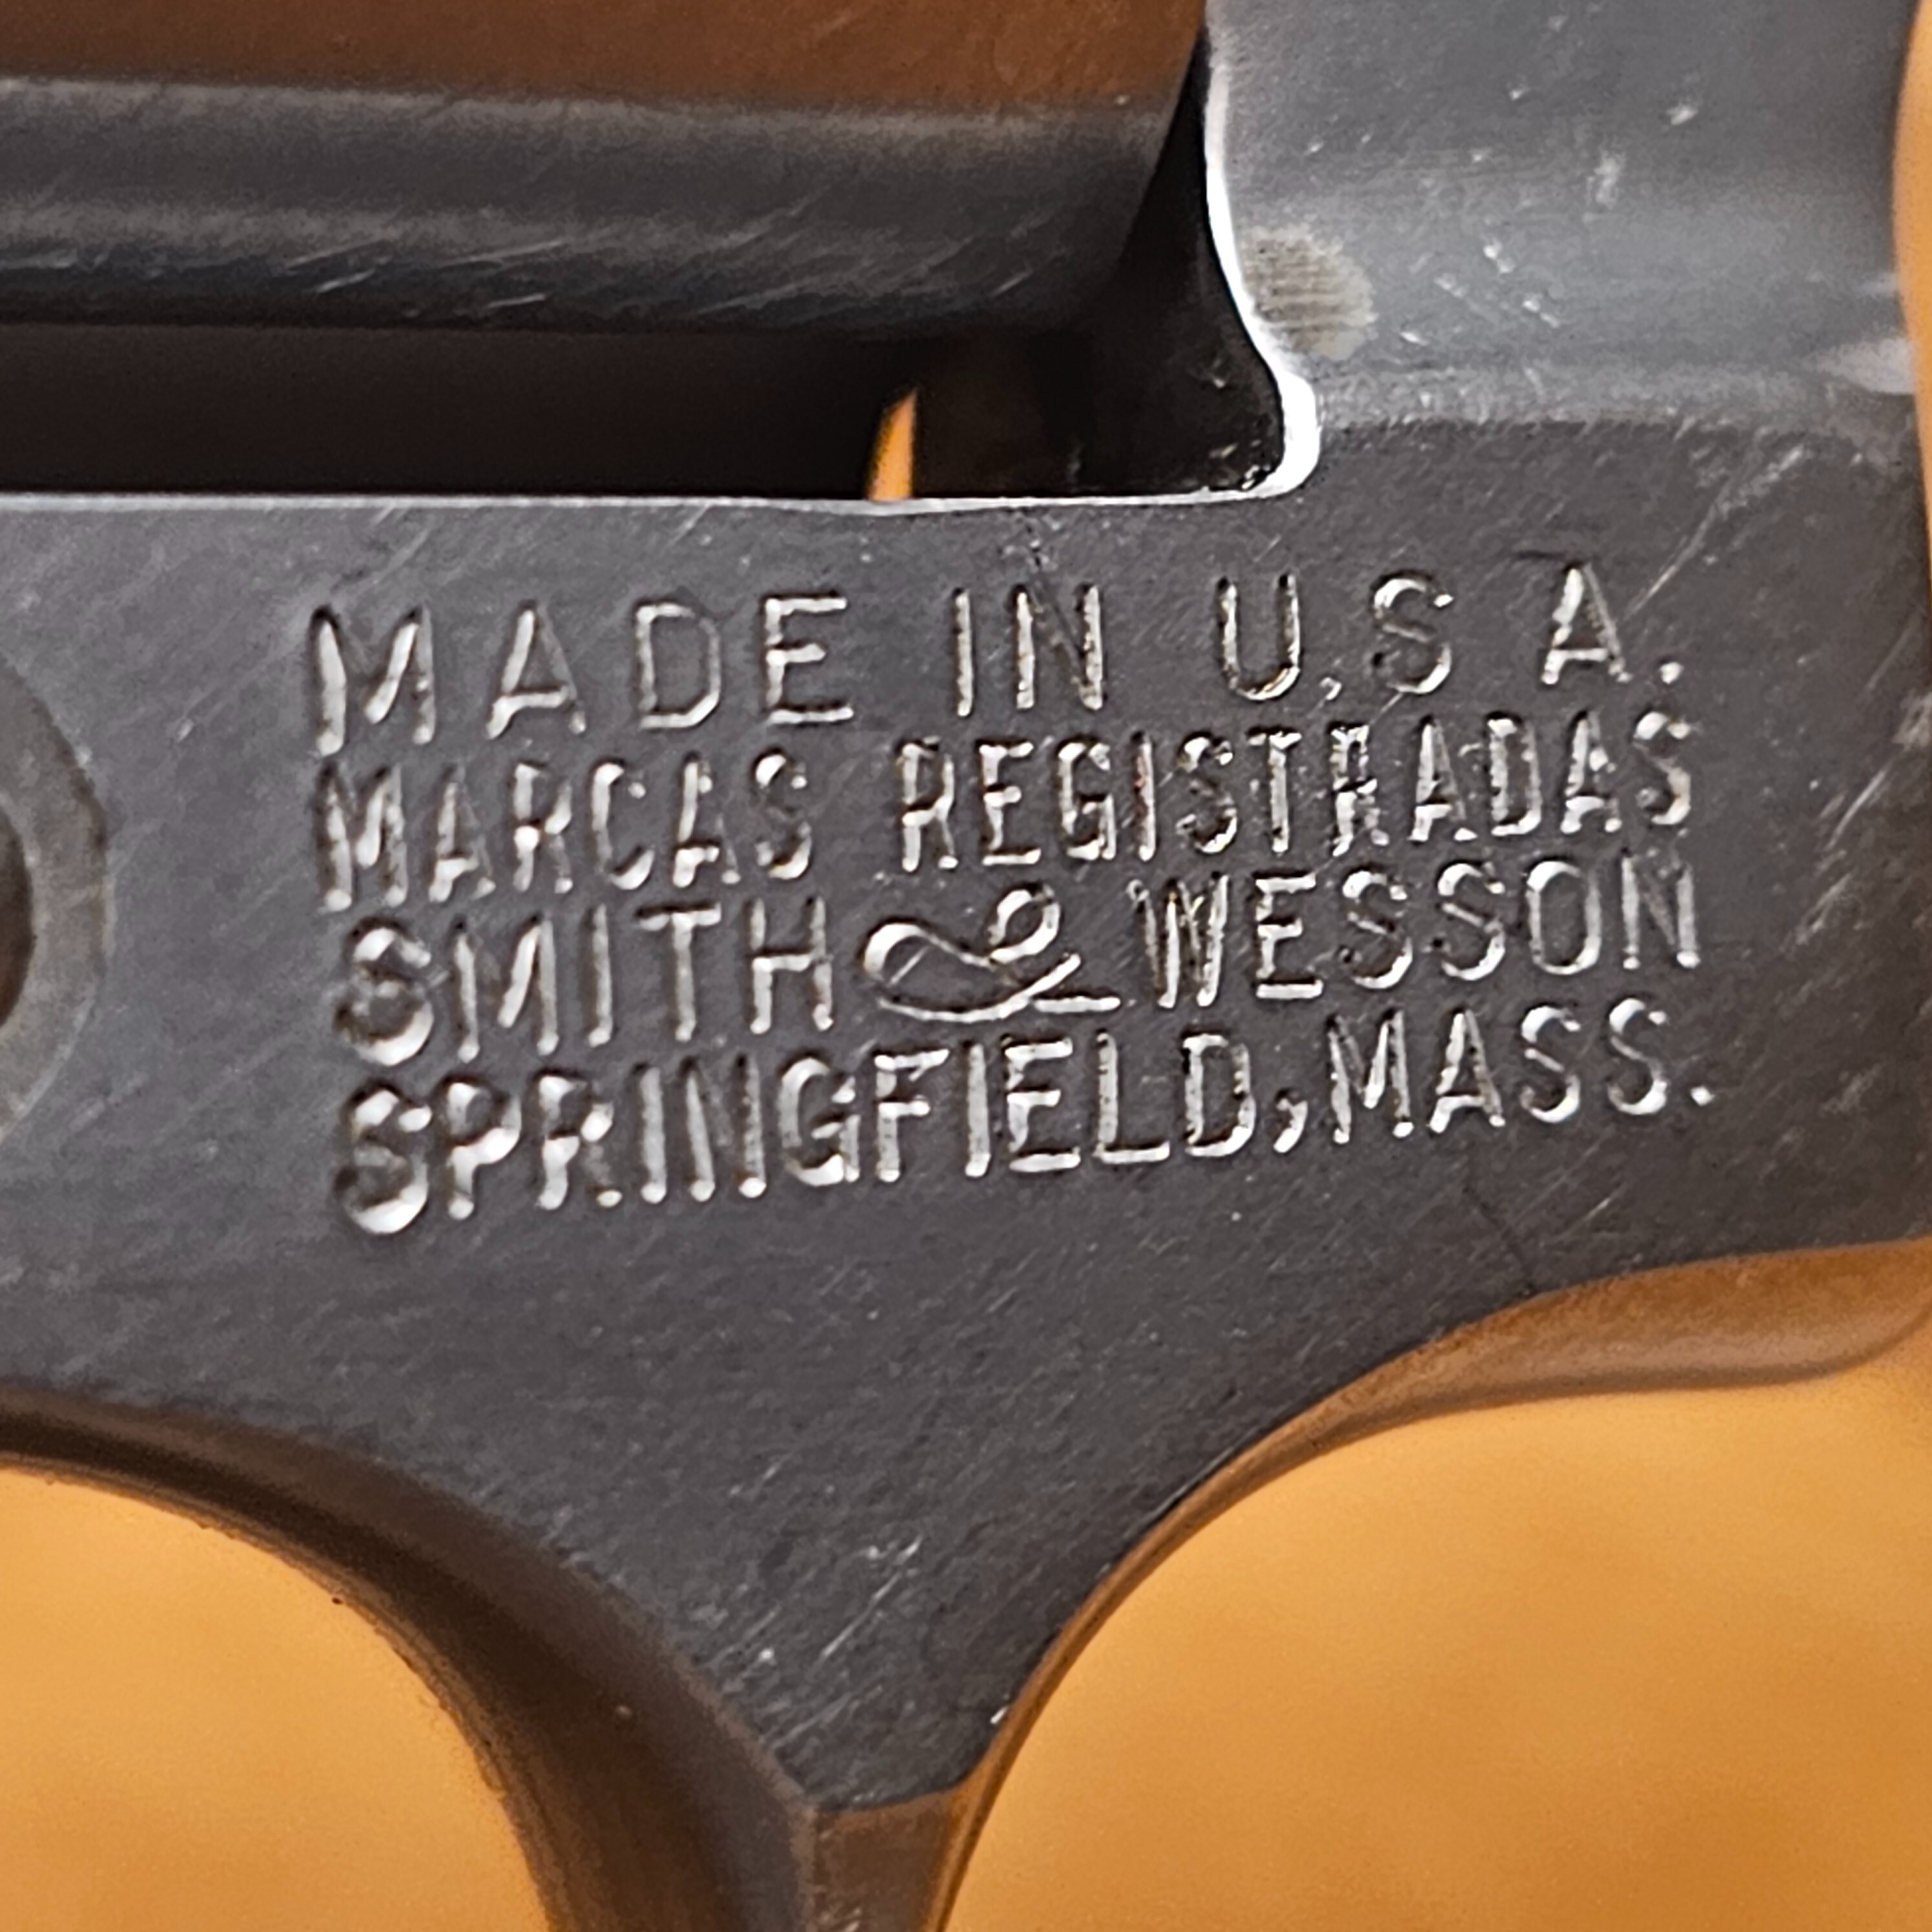 MADE IN U.S A.
MARCAS REGISTRADAS
SMITH & WESSON
SPRINGFIELD, MASS.